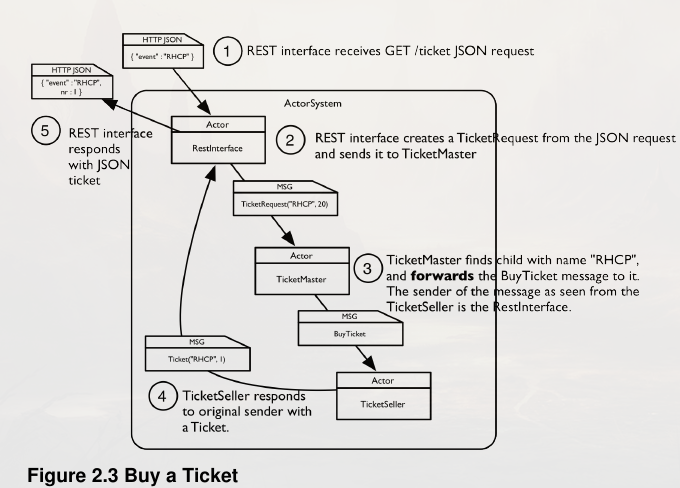 HTTP JSON
{ "event" :"RHCP" }
1
REST interface receives GET /ticket JSON request
HTTP JSON
{ "event" :"RHCP",
nr : 1 }
ActorSystem
5
REST interface
responds
with JSON
ticket
Actor
RestInterface
2
REST interface creates a TicketRequest from the JSON request
and sends it to TicketMaster
MSG
TicketRequest("RHCP", 20)
Actor
TicketMaster
3
TicketMaster finds child with name "RHCP",
and forwards the BuyTicket message to it.
The sender of the message as seen from the
TicketSeller is the RestInterface.
MSG
BuyTicket
MSG
Ticket("RHCP", 1)
Actor
TicketSeller
4
TicketSeller responds
to original sender with
a Ticket.
Figure 2.3 Buy a Ticket